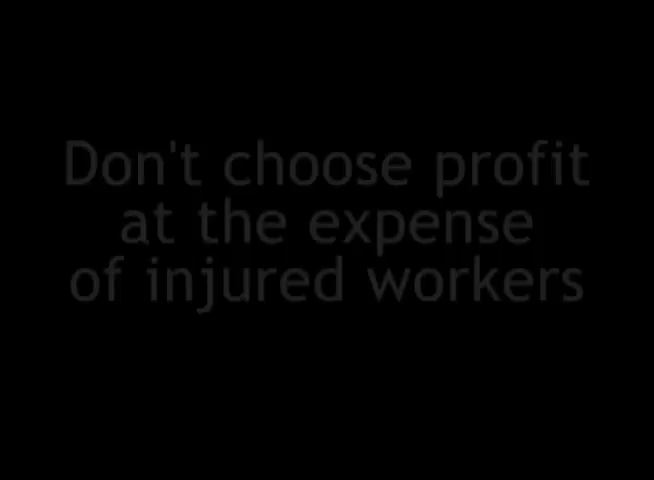 Don't choose profit
at the expense
of injured workers